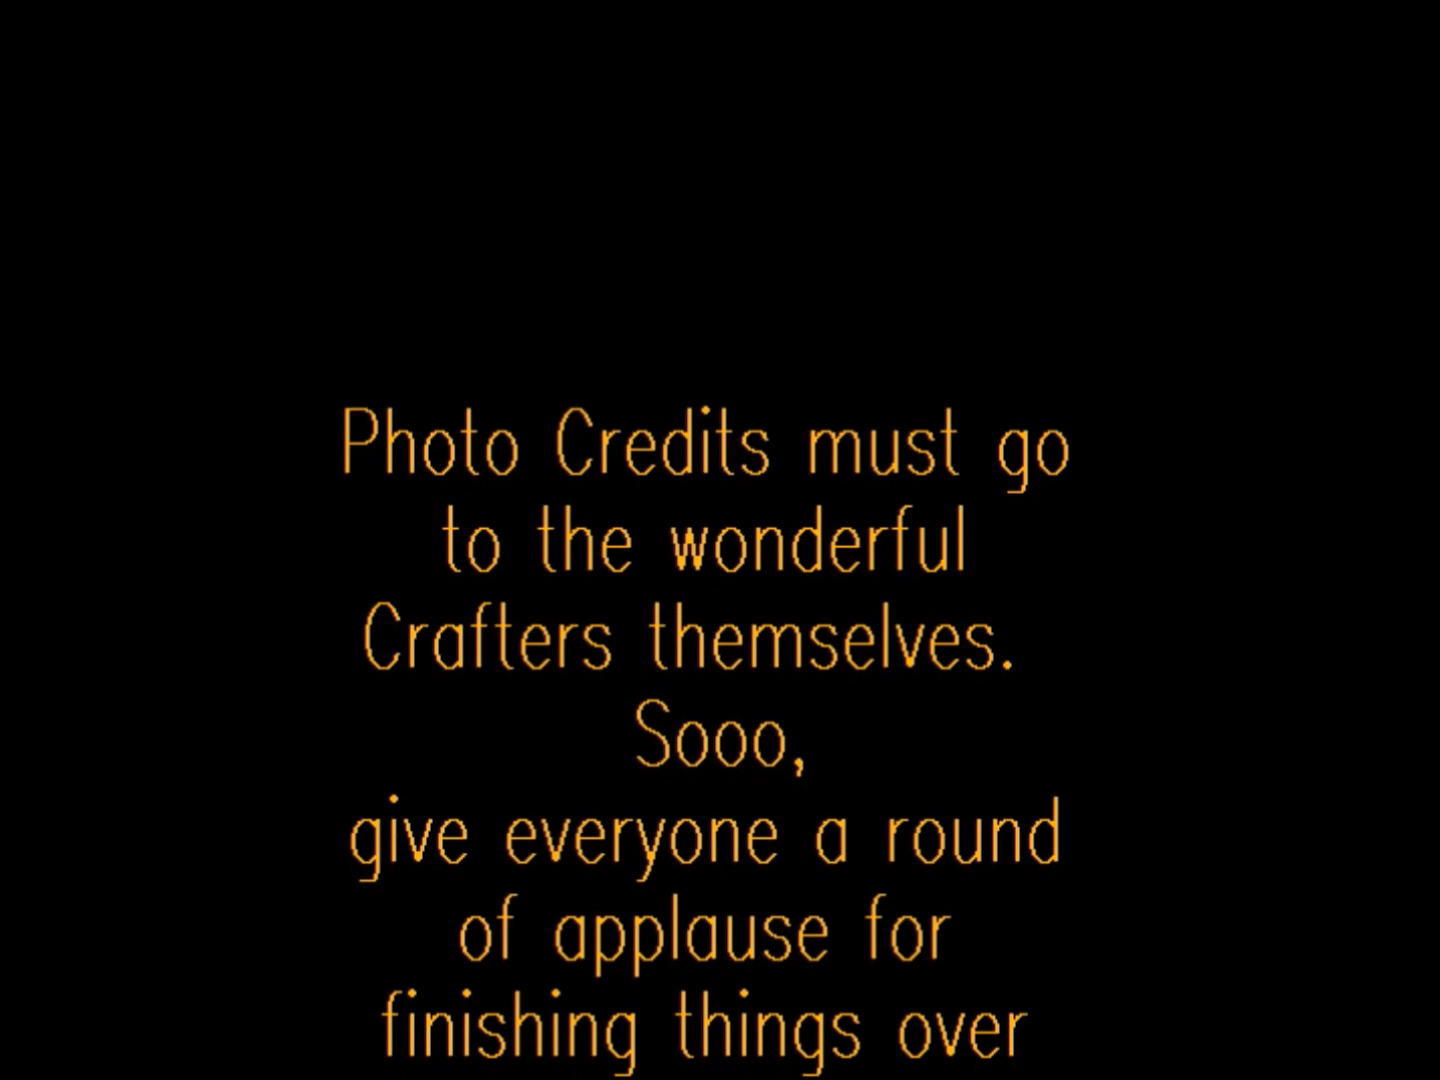 Photo Credits must go
to the wonderful
Crafters themselves.
Sooo,
give everyone a round
of applause for
finishing things over